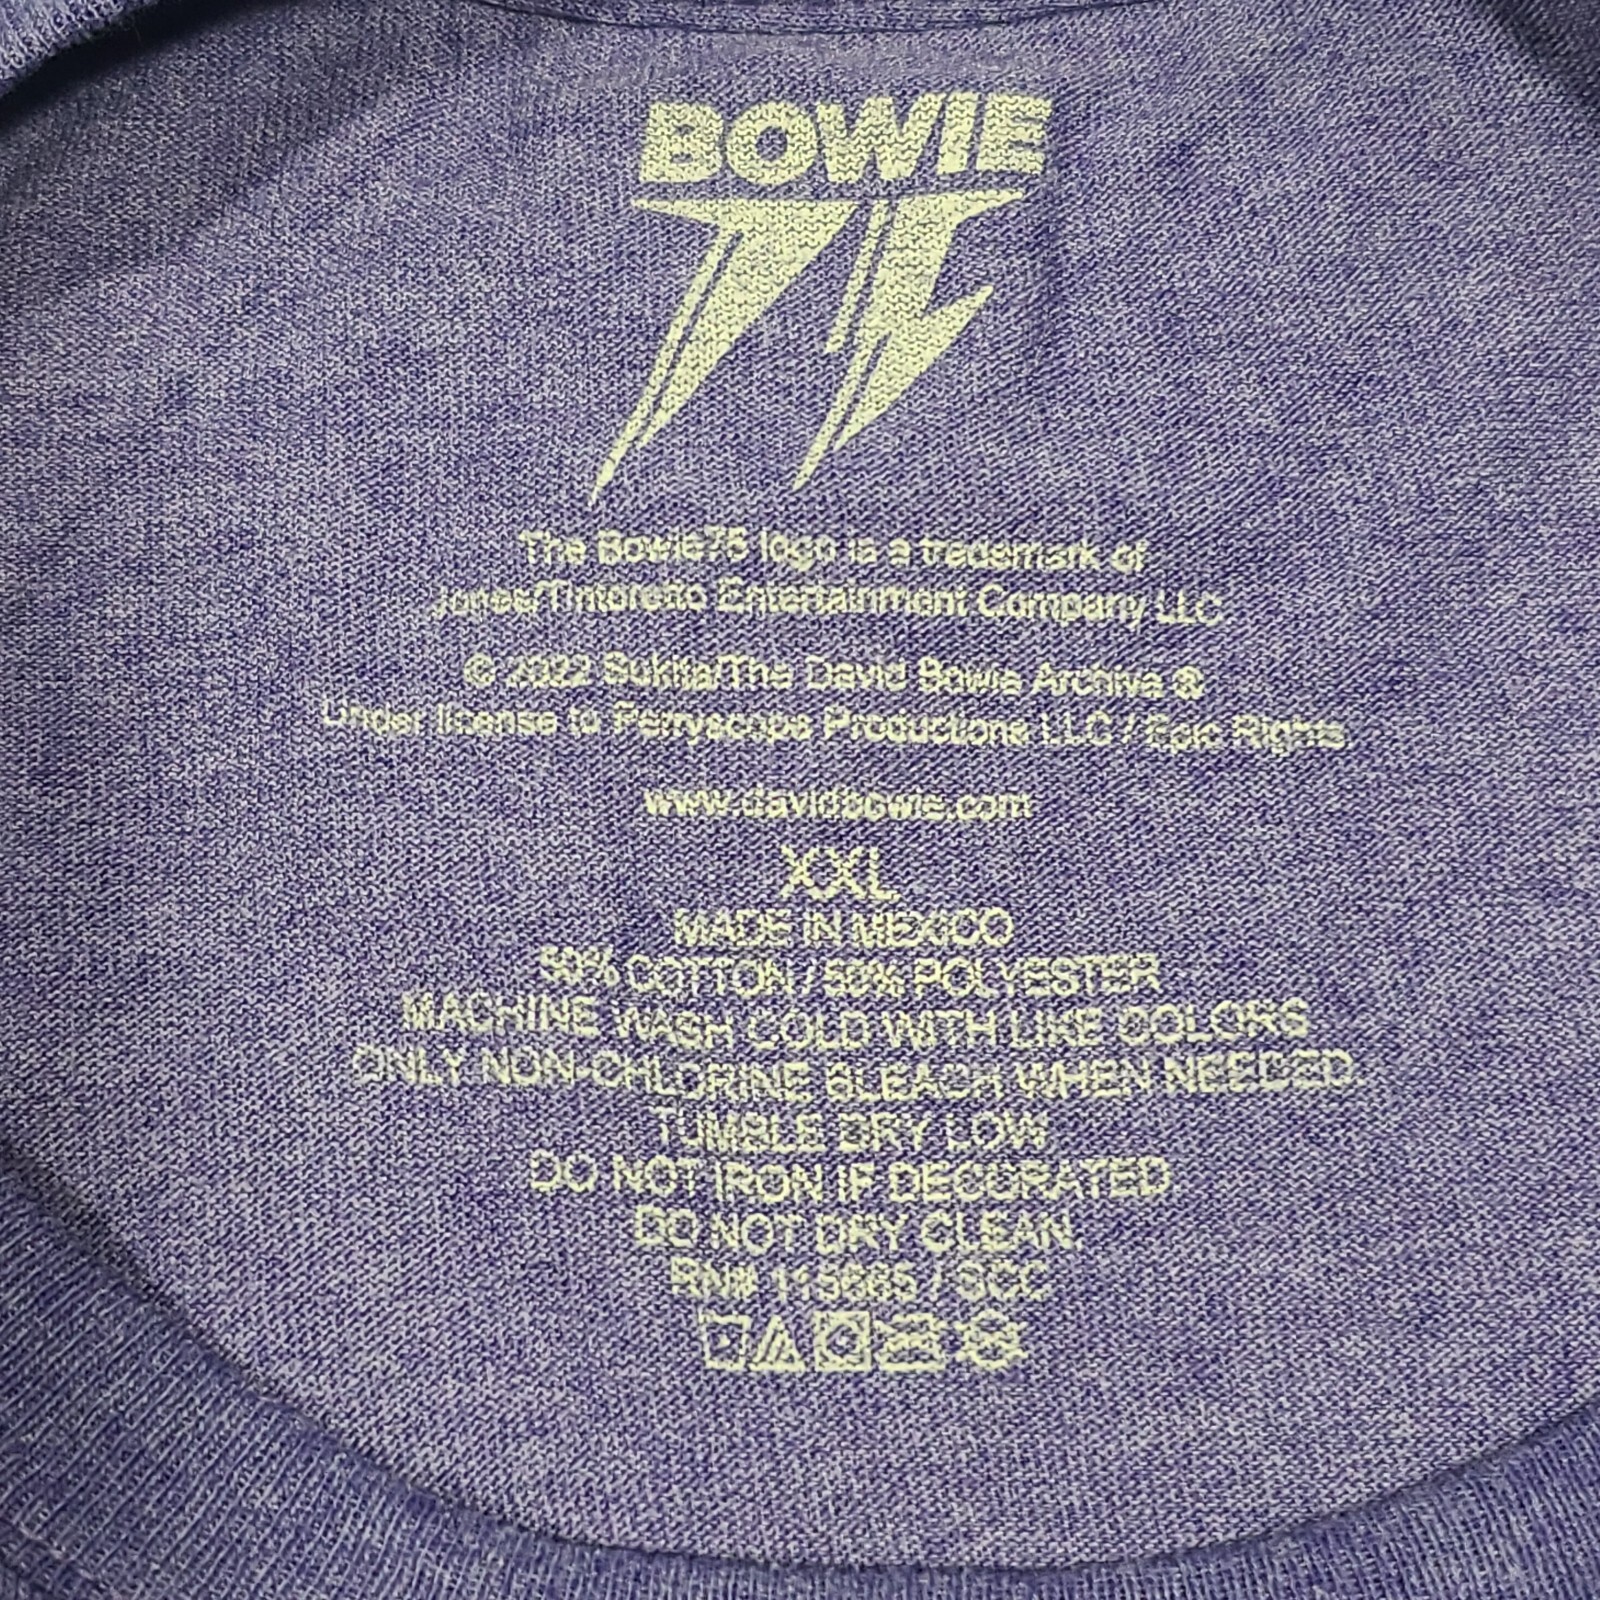 BOWIE
75
The Bowie75 logo is a trademark of
Jones/Tintoretto Entertainment Company LLC
© 2022 Sukita/The David Bowie Archive ®
Under license to Perryscope Productions LLC / Epic Rights.
www.davidbowie.com
XXL
MADE IN MEXICO
50% COTTON / 50% POLYESTER
MACHINE WASH COLD WITH LIKE COLORS
ONLY NON-CHLORINE BLEACH WHEN NEEDED.
TUMBLE DRY LOW
DO NOT IRON IF DECORATED
DO NOT DRY CLEAN.
RN# / SCC